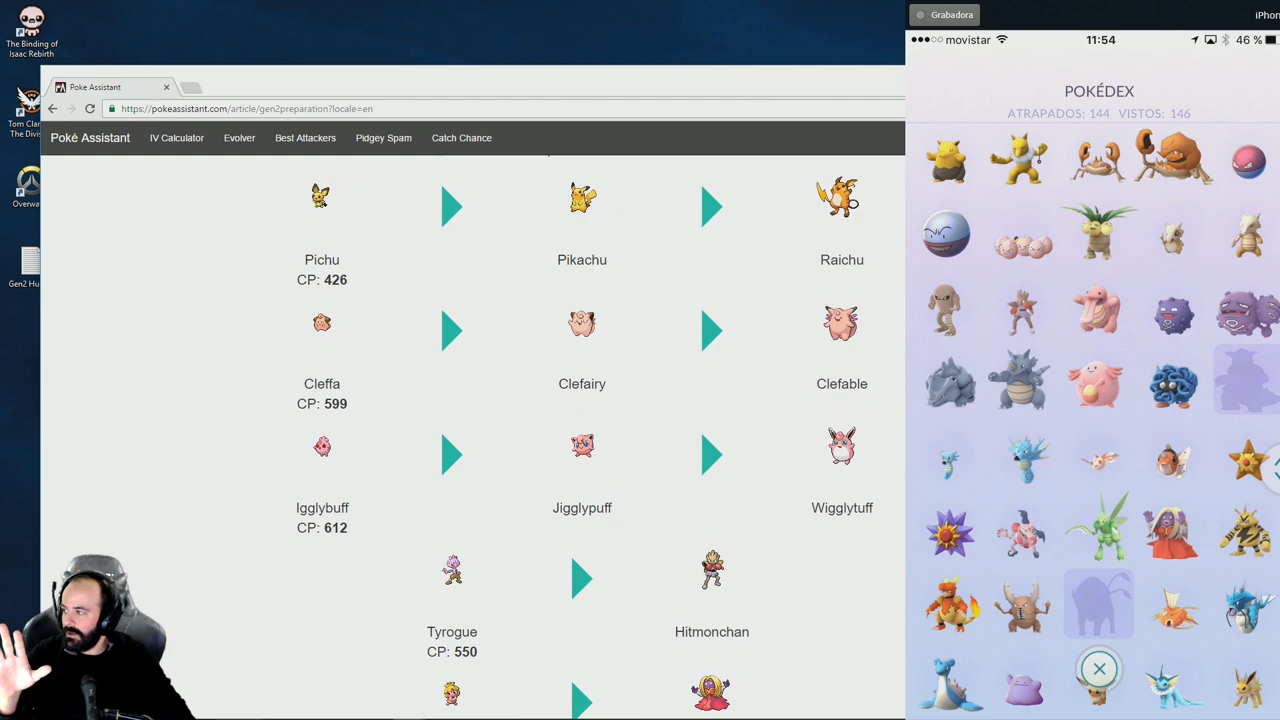 The Binding of
Isaac Rebirth
Tom Clan
The Divi
Overwa
Gen2 Hu
Poke Assistant
https://pokeassistant.com/article/gen2preparation?locale=en
Poké Assistant IV Calculator Evolver Best Attackers Pidgey Spam Catch Chance
Pichu Pikachu Raichu
CP: 426
Cleffa Clefairy Clefable
CP: 599
Igglybuff Jigglypuff Wigglytuff
CP: 612
Tyrogue Hitmonchan
CP: 550
Grabadora iPhon
movistar 11:54 46 %
POKÉDEX
ATRAPADOS: 144 VISTOS: 146